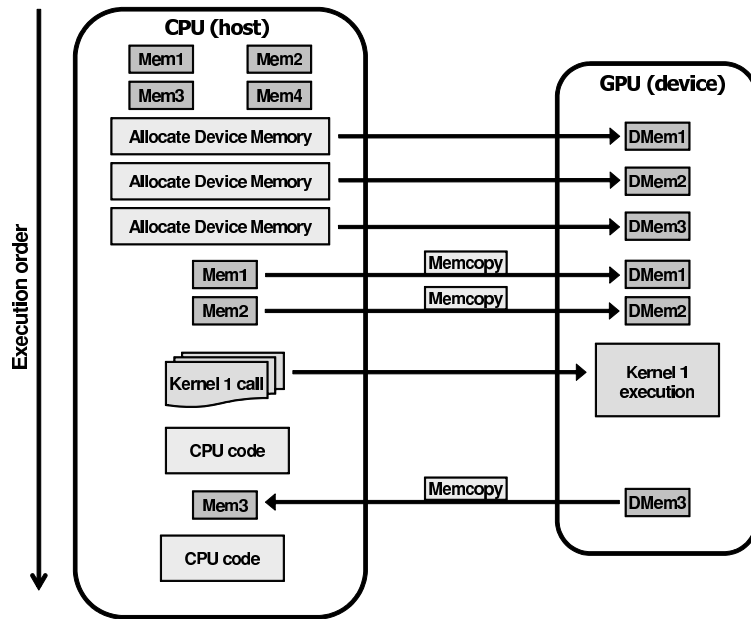 CPU (host)
Mem1 Mem2
Mem3 Mem4
GPU (device)
Allocate Device Memory DMem1
Allocate Device Memory DMem2
Allocate Device Memory DMem3
Mem1 Memcopy DMem1
Mem2 Memcopy DMem2
Kernel 1 call
Kernel 1
execution
CPU code
Mem3 Memcopy DMem3
CPU code
Execution order